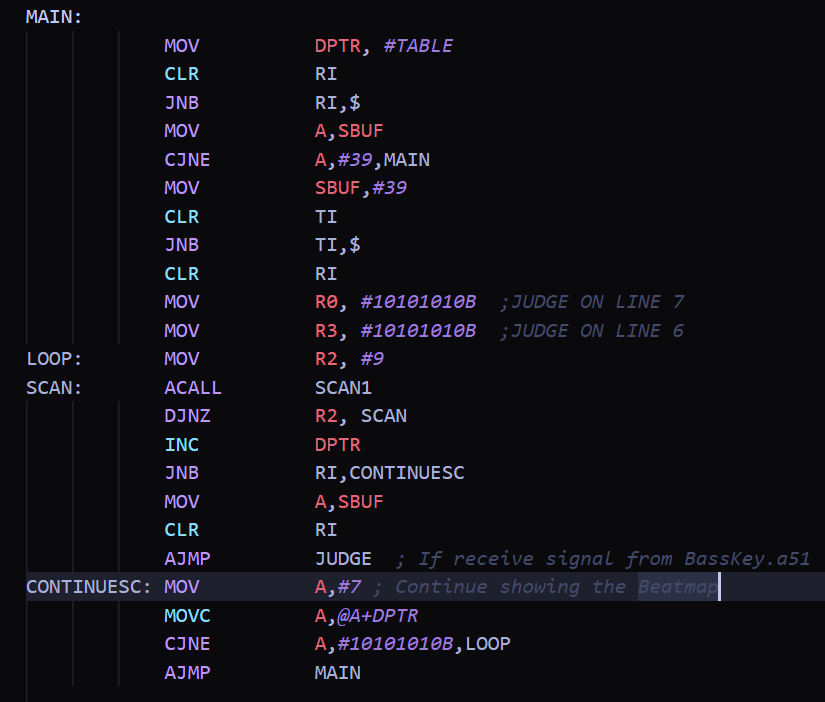 MAIN:
MOV DPTR, #TABLE
CLR RI
JNB RI,$
MOV A,SBUF
CJNE A,#39,MAIN
MOV SBUF,#39
CLR TI
JNB TI,$
CLR RI
MOV R0, #10101010B ;JUDGE ON LINE 7
MOV R3, #10101010B ;JUDGE ON LINE 6
LOOP: MOV R2, #9
SCAN: ACALL SCAN1
DJNZ R2, SCAN
INC DPTR
JNB RI,CONTINUESC
MOV A,SBUF
CLR RI
AJMP JUDGE ; If receive signal from BassKey.a51
CONTINUESC: MOV A,#7 ; Continue showing the Beatmap
MOVC A,@A+DPTR
CJNE A,#10101010B,LOOP
AJMP MAIN